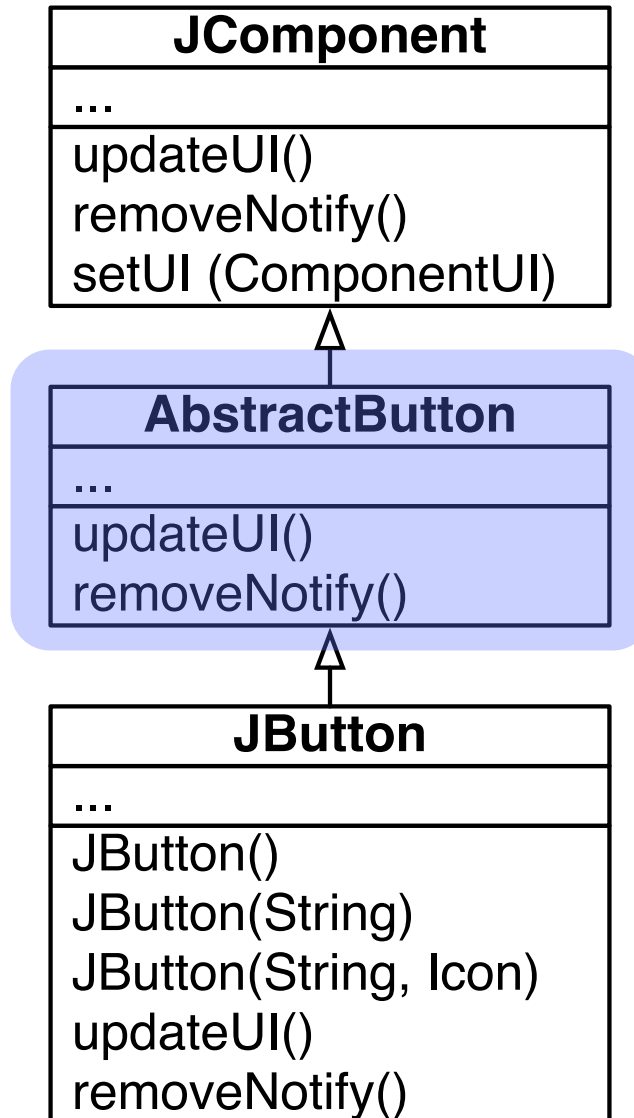 JComponent
...
updateUI()
removeNotify()
setUI (ComponentUI)
AbstractButton
...
updateUI()
removeNotify()
JButton
...
JButton()
JButton(String)
JButton(String, Icon)
updateUI()
removeNotify()